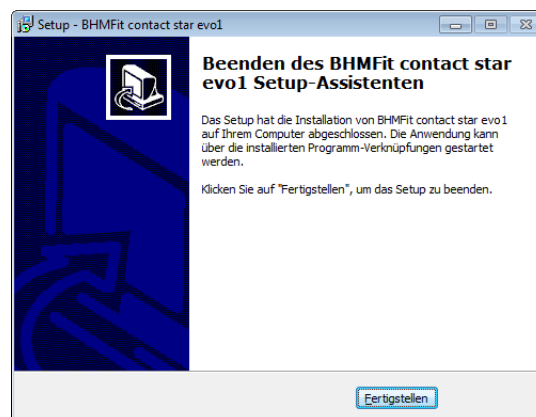 Setup - BHMFit contact star evo1
Beenden des BHMFit contact star
evo1 Setup-Assistenten
Das Setup hat die Installation von BHMFit contact star evo1
auf Ihrem Computer abgeschlossen. Die Anwendung kann
über die installierten Programm-Verknüpfungen gestartet
werden.
Klicken Sie auf "Fertigstellen", um das Setup zu beenden.
Fertigstellen